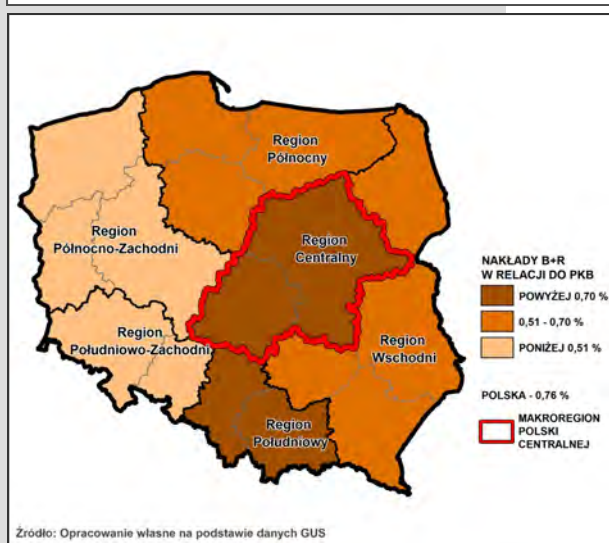 Region
Północny
Region
Północno-Zachodni
Region
Centralny
Region
Południowo-Zachodni
Region
Wschodni
Region
Południowy
NAKŁADY B+R
W RELACJI DO PKB
POWYŻEJ 0,70 %
0,51 - 0,70 %
PONIŻEJ 0,51 %
POLSKA - 0,76 %
MAKROREGION
POLSKI
CENTRALNEJ
Źródło: Opracowanie własne na podstawie danych GUS